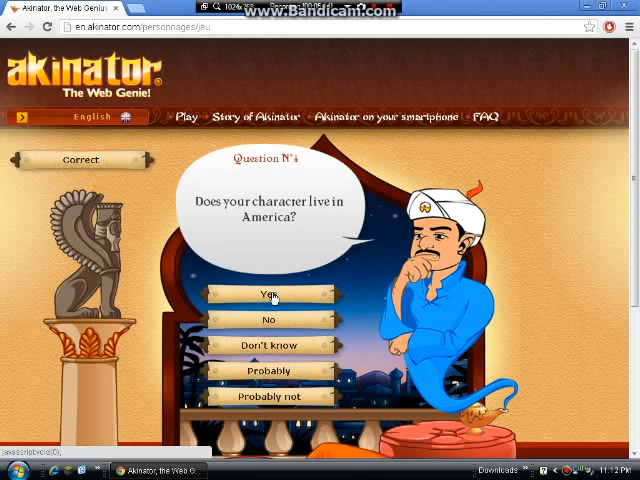 Akinator, the Web Genie
1024x768
www.Bandicam.com
en.akinator.com/personnages/jeu
akinator
The Web Genie!
English
Play
Story of Akinator
Akinator on your smartphone
FAQ
Correct
Question N°4
Does your character live in
America?
Yes
No
Don't know
Probably
Probably not
javascript:void(0);
Akinator, the Web G...
Downloads
11:12 PM